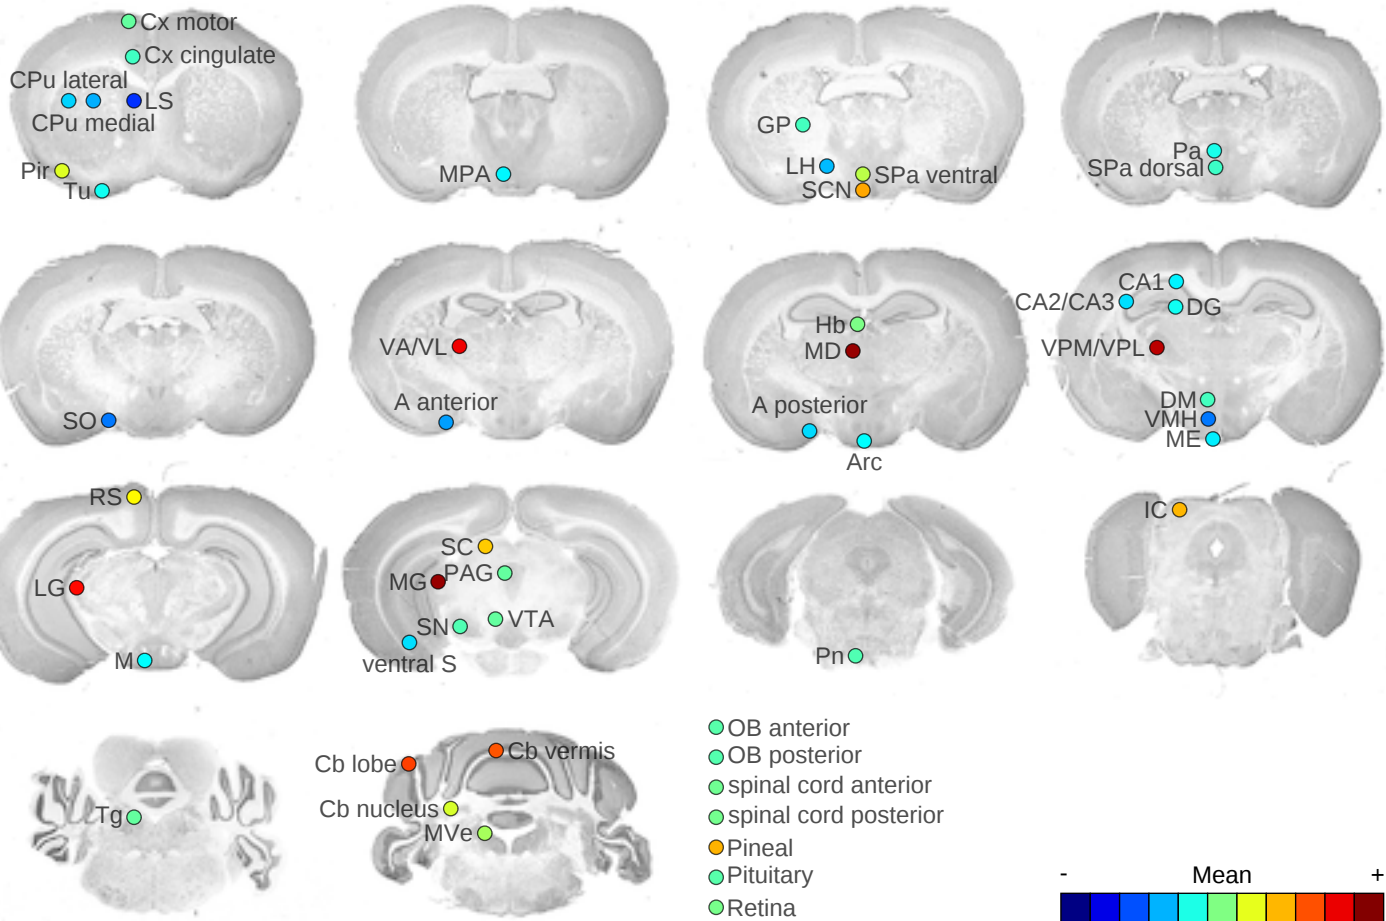 Cx motor
Cx cingulate
CPu lateral
LS
CPu medial
Pir
Tu
MPA
GP
LH
SPa ventral
SCN
Pa
SPa dorsal
SO
VA/VL
A anterior
Hb
MD
A posterior
Arc
CA1
CA2/CA3
DG
VPM/VPL
DM
VMH
ME
RS
LG
M
SC
MG
PAG
SN
VTA
ventral S
Pn
IC
Tg
Cb lobe
Cb vermis
Cb nucleus
MVe
OB anterior
OB posterior
spinal cord anterior
spinal cord posterior
Pineal
Pituitary
Retina
- Mean +